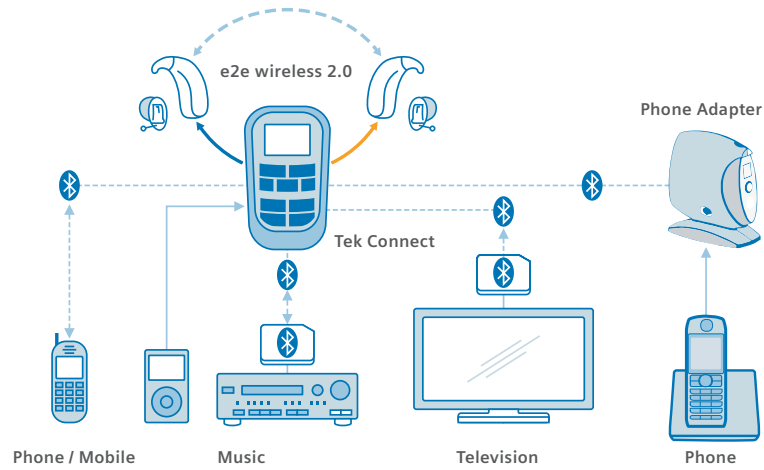 e2e wireless 2.0
Phone Adapter
Tek Connect
Phone / Mobile
Music
Television
Phone